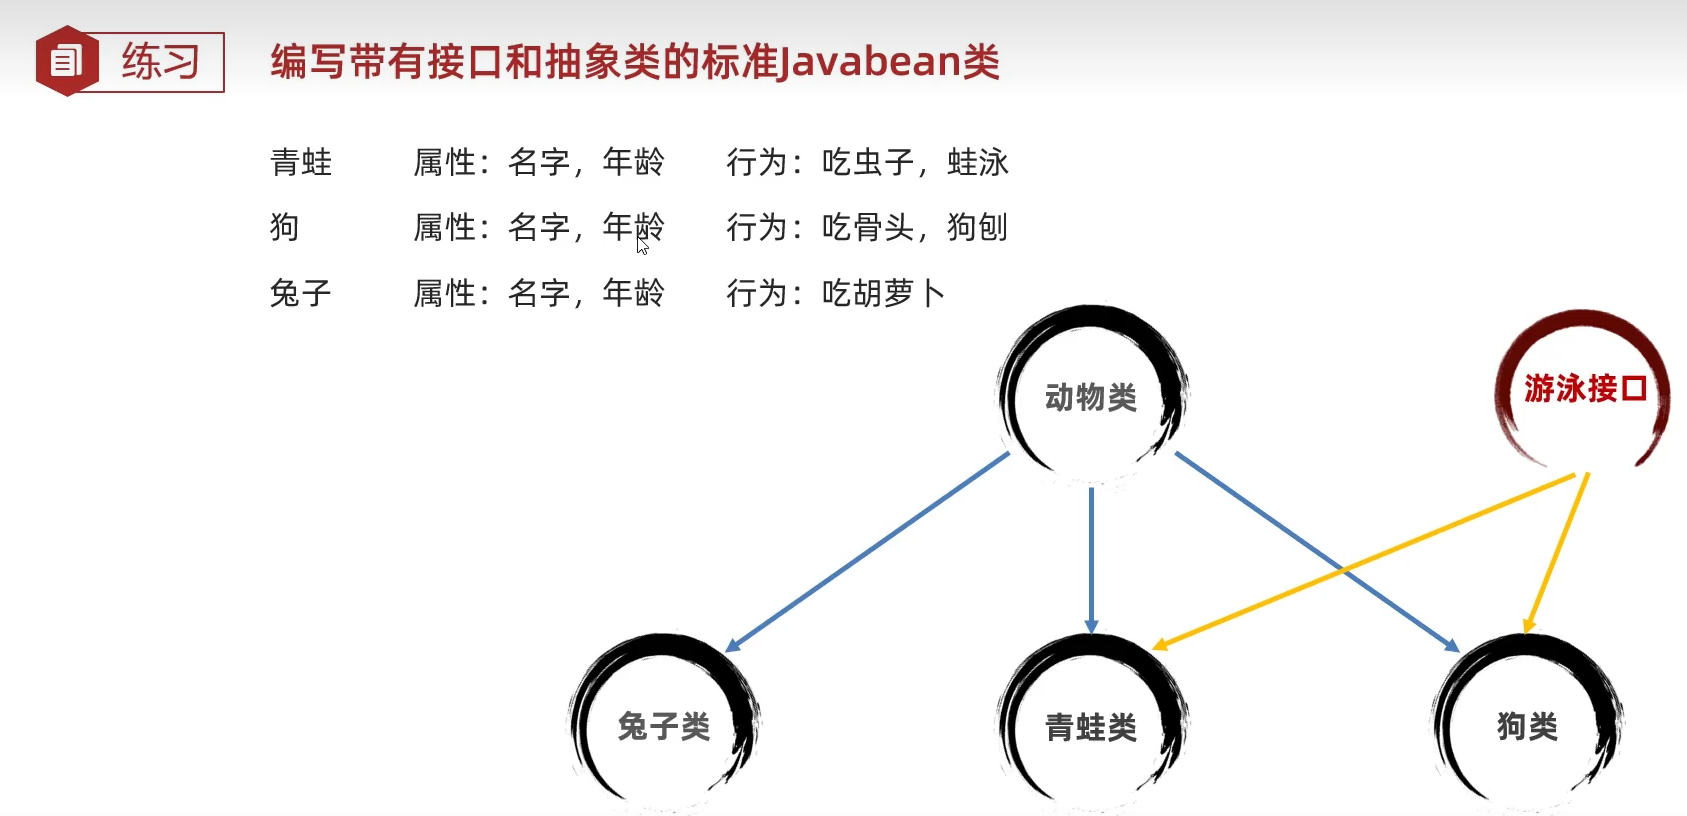 练习 编写带有接口和抽象类的标准Javabean类
青蛙 属性：名字，年龄 行为：吃虫子，蛙泳
狗 属性：名字，年龄 行为：吃骨头，狗刨
兔子 属性：名字，年龄 行为：吃胡萝卜
动物类 游泳接口
兔子类 青蛙类 狗类